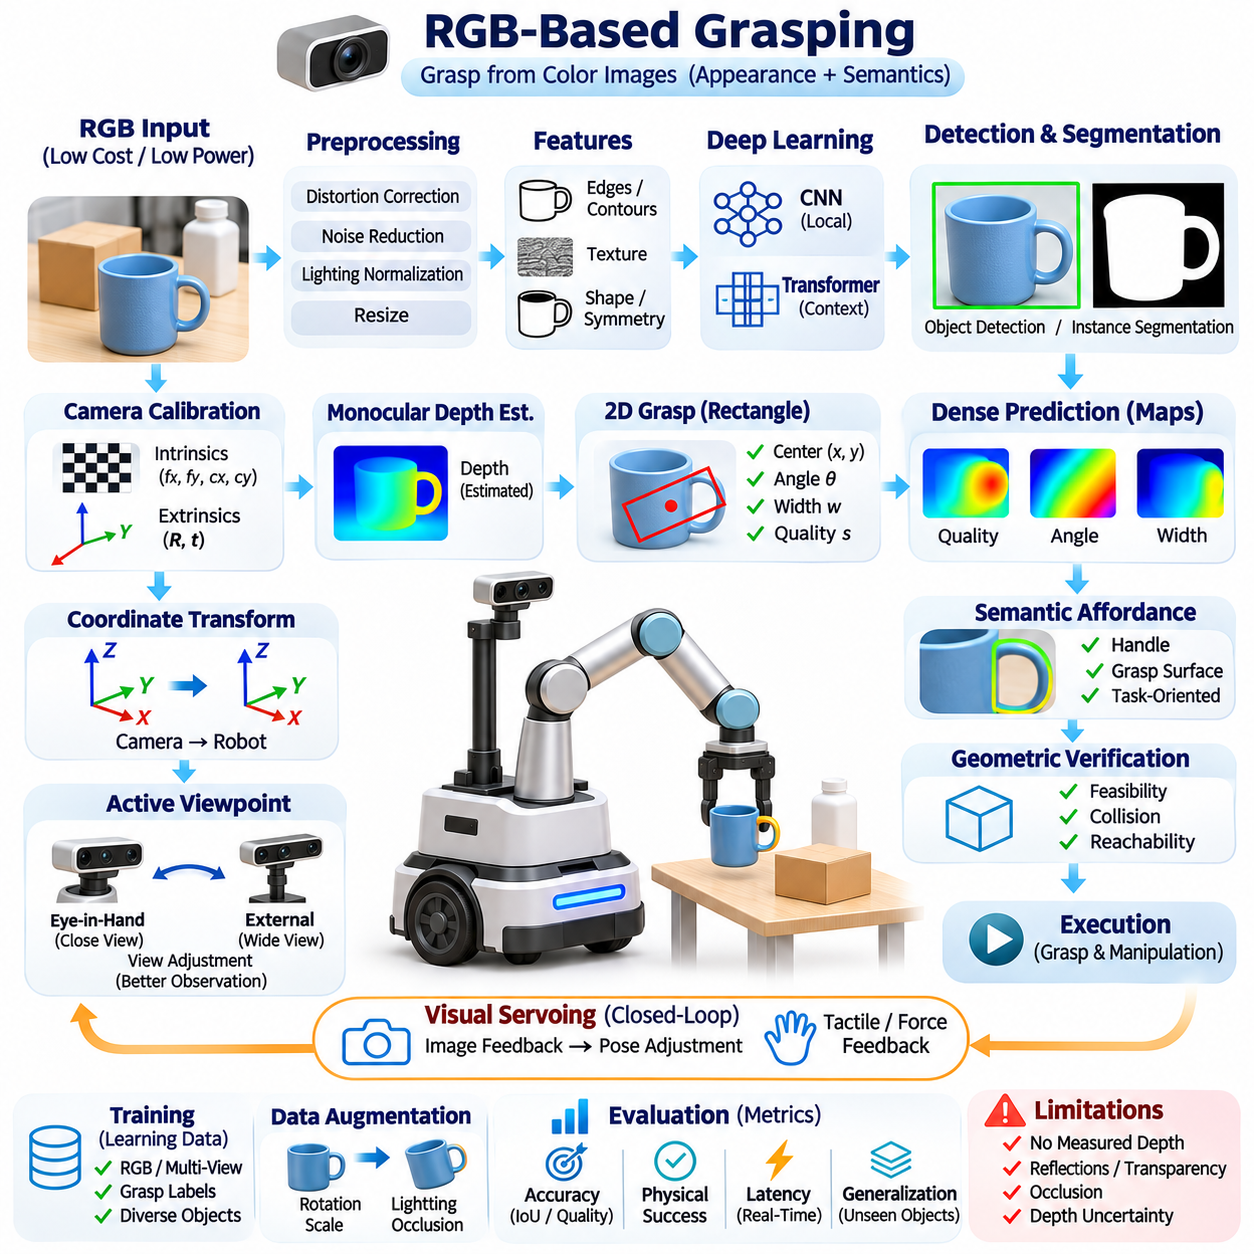 RGB-Based Grasping
Grasp from Color Images (Appearance + Semantics)
RGB Input
(Low Cost / Low Power)
Preprocessing
Distortion Correction
Noise Reduction
Lighting Normalization
Resize
Features
Edges /
Contours
Texture
Shape /
Symmetry
Deep Learning
CNN
(Local)
Transformer
(Context)
Detection & Segmentation
Object Detection / Instance Segmentation
Camera Calibration
Intrinsics
(fx, fy, cx, cy)
Y
Extrinsics
(R, t)
Monocular Depth Est.
Depth
(Estimated)
2D Grasp (Rectangle)
Center (x, y)
Angle θ
Width w
Quality s
Dense Prediction (Maps)
Quality
Angle
Width
Coordinate Transform
Z
Y
X
Z
Y
X
Camera → Robot
Semantic Affordance
Handle
Grasp Surface
Task-Oriented
Geometric Verification
Feasibility
Collision
Reachability
Active Viewpoint
Eye-in-Hand
(Close View)
External
(Wide View)
View Adjustment
(Better Observation)
Execution
(Grasp & Manipulation)
Visual Servoing (Closed-Loop)
Image Feedback → Pose Adjustment
Tactile / Force
Feedback
Training
(Learning Data)
RGB / Multi-View
Grasp Labels
Diverse Objects
Data Augmentation
Rotation
Scale
Lightting
Occlusion
Evaluation (Metrics)
Accuracy
(IoU / Quality)
Physical
Success
Latency
(Real-Time)
Generalization
(Unseen Objects)
Limitations
No Measured Depth
Reflections / Transparency
Occlusion
Depth Uncertainty